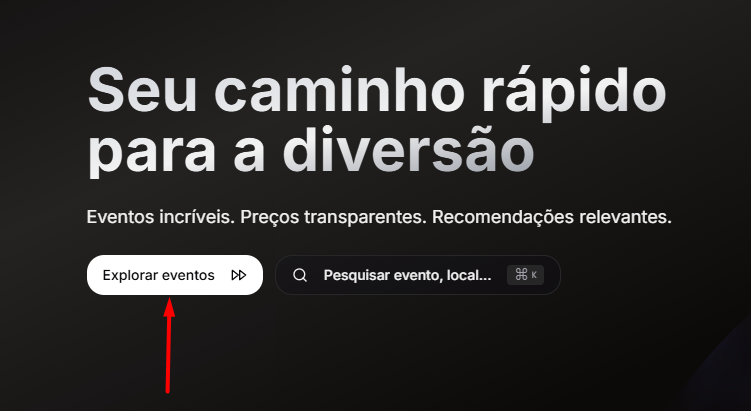 Seu caminho rápido
para a diversão
Eventos incríveis. Preços transparentes. Recomendações relevantes.
Explorar eventos
Pesquisar evento, local...
⌘ K